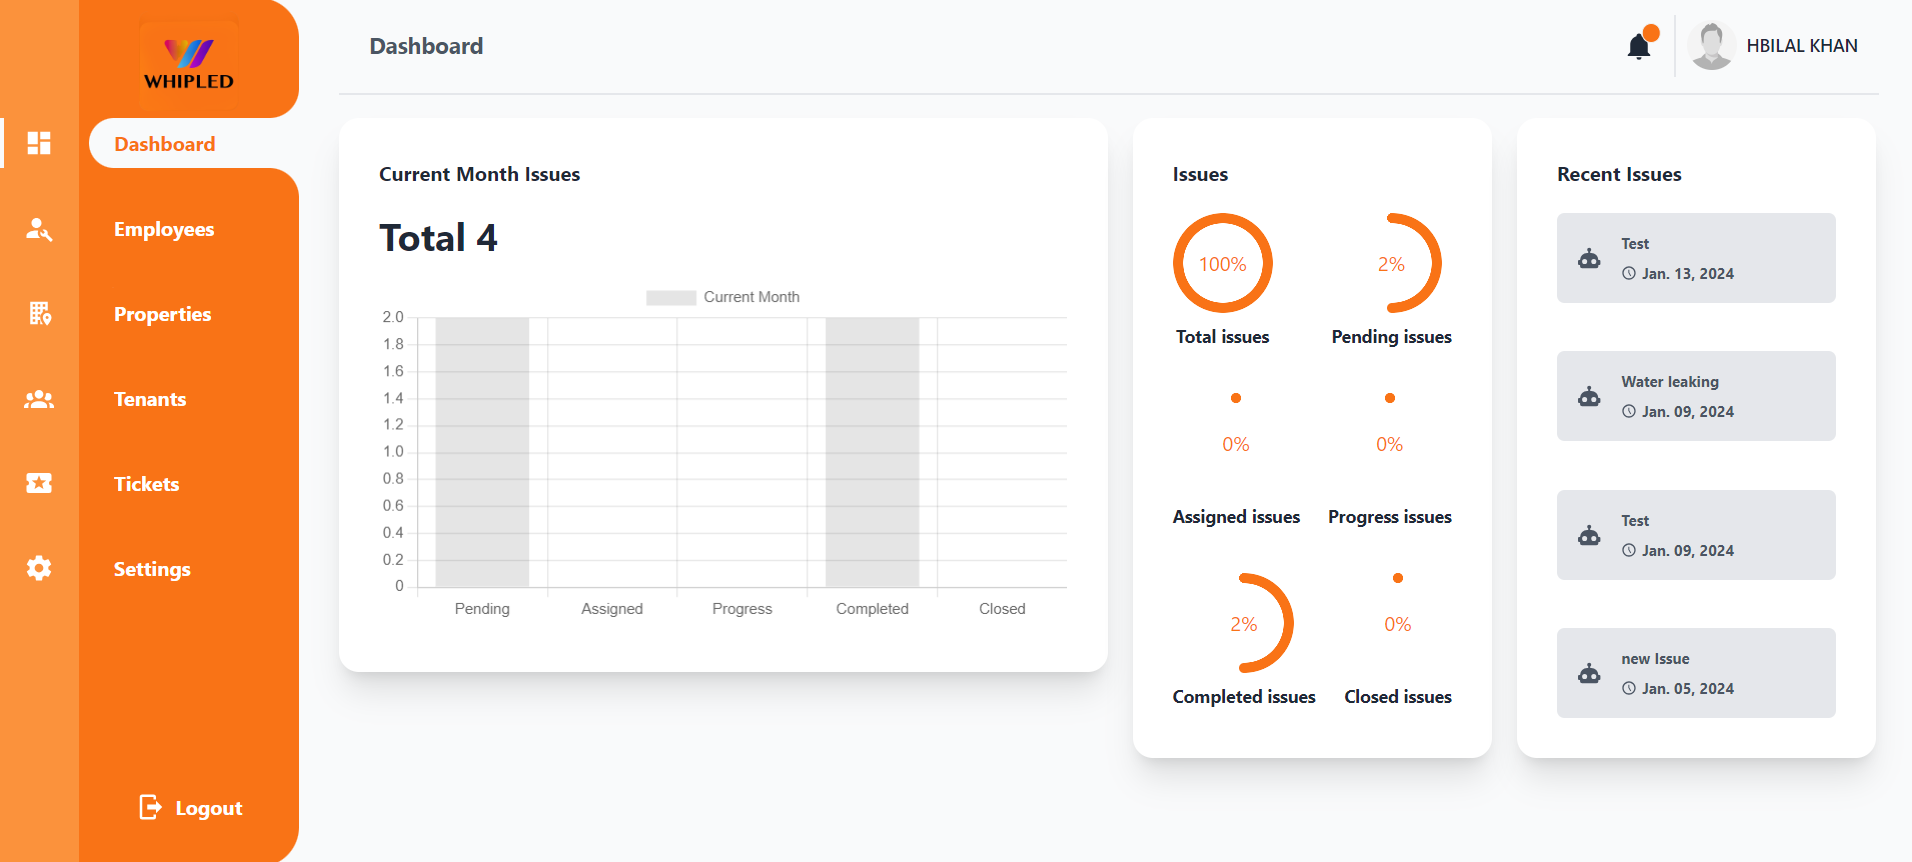 WHIPLED
Dashboard
Employees
Properties
Tenants
Tickets
Settings
Logout
Dashboard
HBILAL KHAN
Current Month Issues
Total 4
Current Month
2.0
1.8
1.6
1.4
1.2
1.0
0.8
0.6
0.4
0.2
0
Pending Assigned Progress Completed Closed
Issues
100% 2%
Total issues Pending issues
0% 0%
Assigned issues Progress issues
2% 0%
Completed issues Closed issues
Recent Issues
Test
Jan. 13, 2024
Water leaking
Jan. 09, 2024
Test
Jan. 09, 2024
new Issue
Jan. 05, 2024